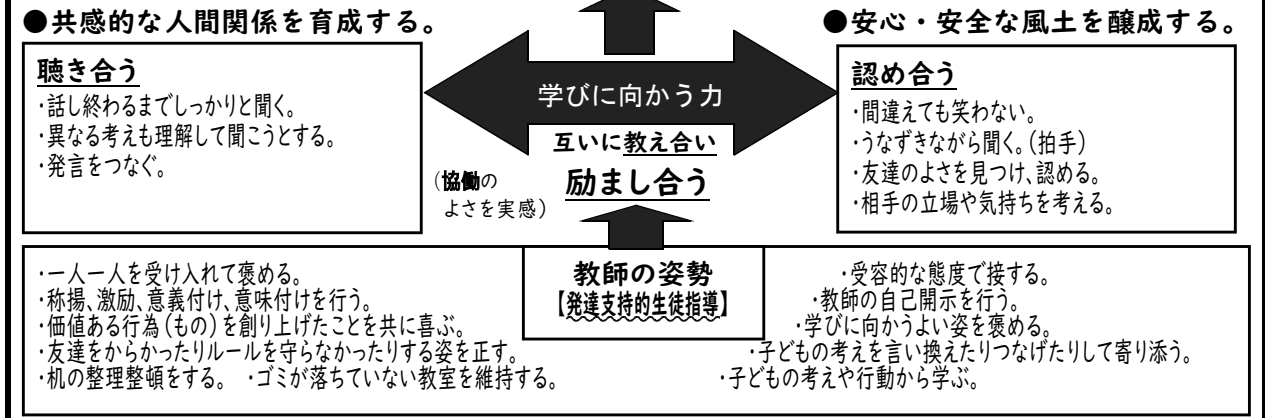 ●共感的な人間関係を育成する。
●安心・安全な風土を醸成する。
聴き合う
・話し終わるまでしっかりと聞く。
・異なる考えも理解して聞こうとする。
・発言をつなぐ。
学びに向かう力
互いに教え合い
励まし合う
(協働の
よさを実感)
認め合う
・間違えても笑わない。
・うなずきながら聞く。(拍手)
・友達のよさを見つけ、認める。
・相手の立場や気持ちを考える。
教師の姿勢
【発達支持的生徒指導】
・一人一人を受け入れて褒める。
・称揚、激励、意義付け、意味付けを行う。
・価値ある行為(もの)を創り上げたことを共に喜ぶ。
・友達をからかったりルールを守らなかったりする姿を正す。
・机の整理整頓をする。 ・ゴミが落ちていない教室を維持する。
・受容的な態度で接する。
・教師の自己開示を行う。
・学びに向かうよい姿を褒める。
・子どもの考えを言い換えたりつなげたりして寄り添う。
・子どもの考えや行動から学ぶ。